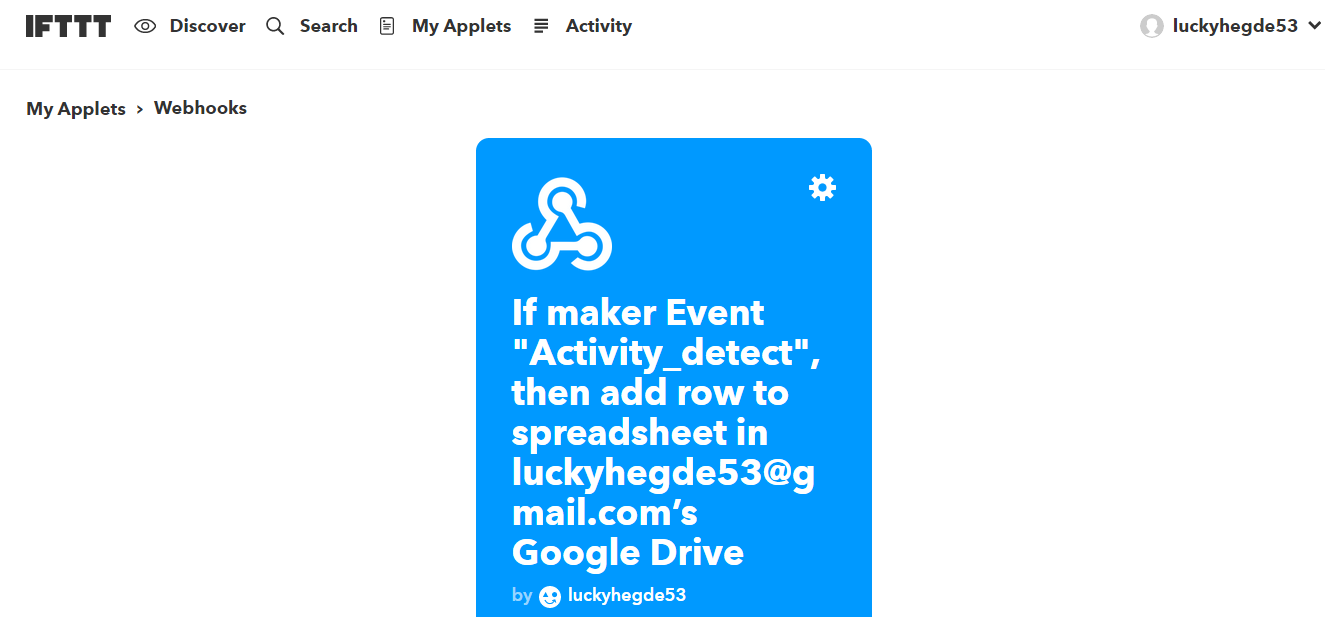 IFTTT Discover Search My Applets Activity luckyhegde53
My Applets › Webhooks
If maker Event
"Activity_detect",
then add row to
spreadsheet in
luckyhegde53@g
mail.com’s
Google Drive
by luckyhegde53